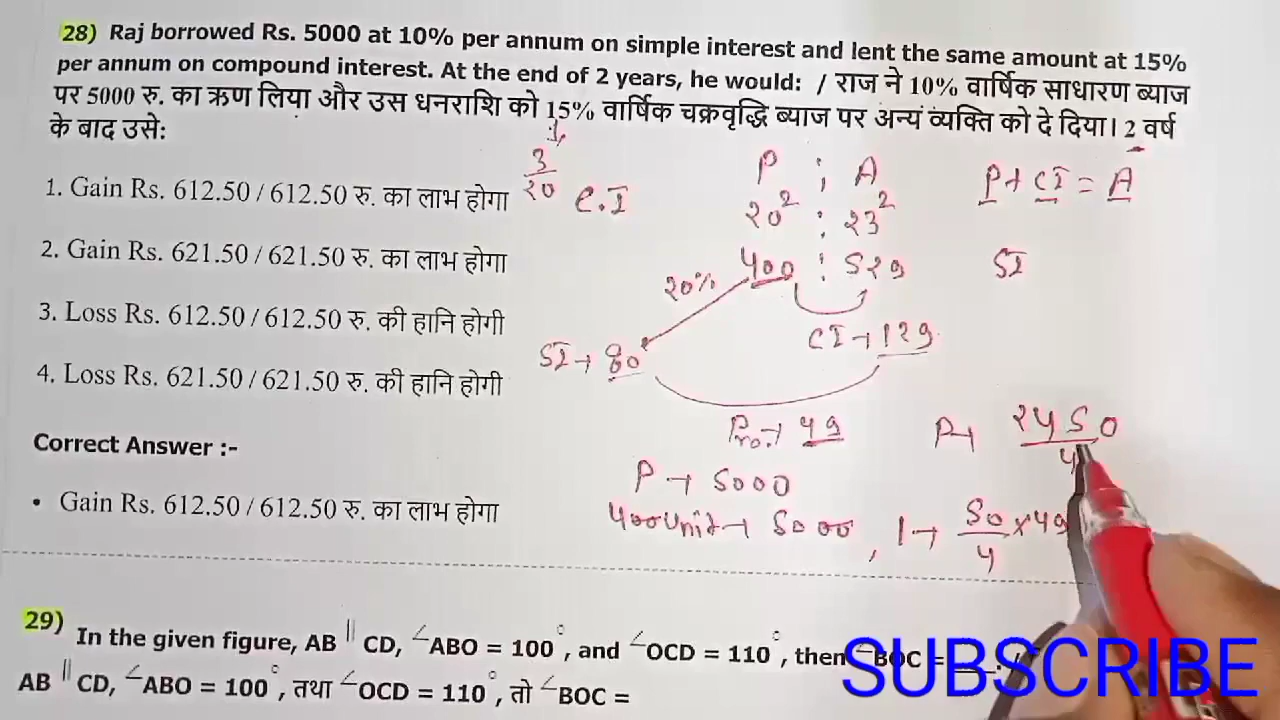 28) Raj borrowed Rs. 5000 at 10% per annum on simple interest and lent the same amount at 15%
per annum on compound interest. At the end of 2 years, he would: / राज ने 10% वार्षिक साधारण ब्याज
पर 5000 रु. का ऋण लिया और उस धनराशि को 15% वार्षिक चक्रवृद्धि ब्याज पर अन्य व्यक्ति को दे दिया। 2 वर्ष
के बाद उसे:
1. Gain Rs. 612.50 / 612.50 रु. का लाभ होगा
2. Gain Rs. 621.50 / 621.50 रु. का लाभ होगा
3. Loss Rs. 612.50 / 612.50 रु. की हानि होगी
4. Loss Rs. 621.50 / 621.50 रु. की हानि होगी
Correct Answer :-
• Gain Rs. 612.50 / 612.50 रु. का लाभ होगा
3/20 C.I
P : A
20² : 23²
400 : 529
P + CI = A
SI
20%
CI → 129
SI → 80
Pro. → 49
P → 5000
400 unit → 5000, 1 → 50/4 × 49
P → 2450/4
29) In the given figure, AB || CD, ∠ABO = 100°, and ∠OCD = 110°, then ∠BOC =
AB || CD, ∠ABO = 100°, तथा ∠OCD = 110°, तो ∠BOC =
SUBSCRIBE